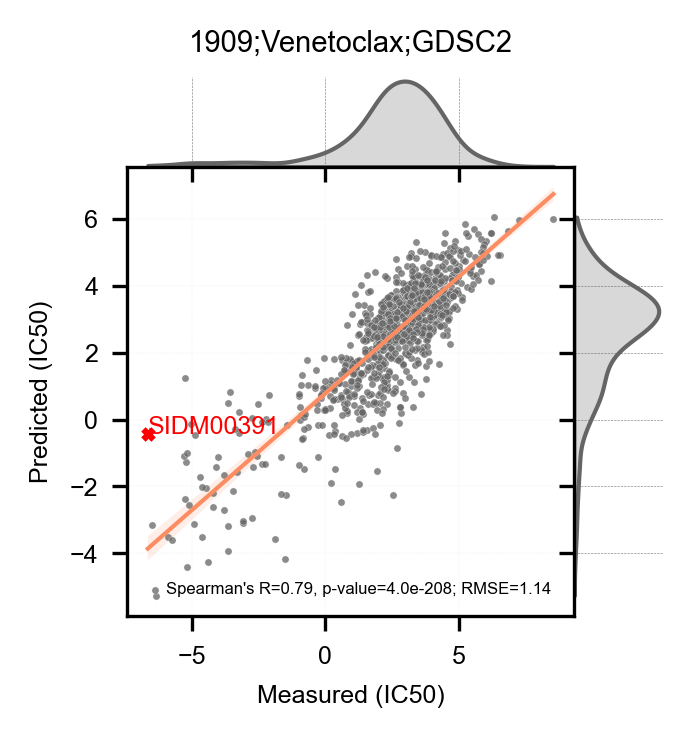 1909;Venetoclax;GDSC2
Predicted (IC50)
6
4
2
0
−2
−4
SIDM00391
Spearman's R=0.79, p-value=4.0e-208; RMSE=1.14
−5 0 5
Measured (IC50)